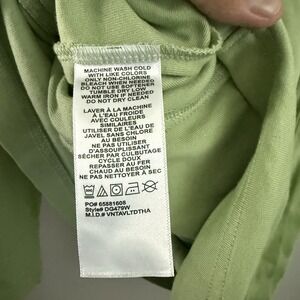 MACHINE WASH COLD
WITH LIKE COLORS
ONLY NON-CHLORINE
BLEACH WHEN NEEDED
DO NOT USE SOFTENER
TUMBLE DRY LOW
WARM IRON IF NEEDED
DO NOT DRY CLEAN
LAVER À LA MACHINE
À L'EAU FROIDE
AVEC COULEURS
SIMILAIRES
UTILISER DE L'EAU DE
JAVEL SANS CHLORE
AU BESOIN
NE PAS UTILISER
D'ASSOUPLISSANT
SÉCHER PAR CULBUTAGE
CYCLE DOUX
REPASSER AU FER
CHAUD AU BESOIN
NE PAS NETTOYER À SEC
PO# 65881605
Style# DG479W
M.I.D.# VNTAVLTDTHA